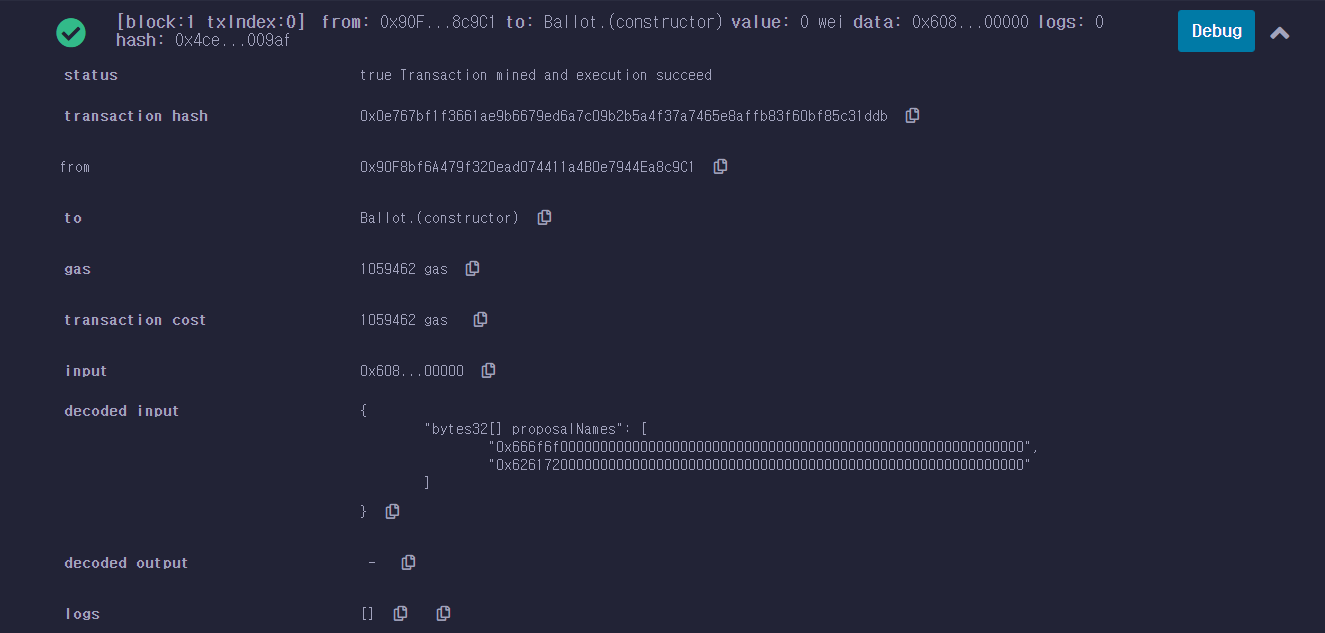 [block:1 txIndex:0] from: 0x90F...8c9C1 to: Ballot.(constructor) value: 0 wei data: 0x608...00000 logs: 0
hash: 0x4ce...009af
Debug
status true Transaction mined and execution succeed
transaction hash 0x0e767bf1f3661ae9b6679ed6a7c09b2b5a4f37a7465e8affb83f60bf85c31ddb
from 0x90F8bf6A479f320ead074411a4B0e7944Ea8c9C1
to Ballot.(constructor)
gas 1059462 gas
transaction cost 1059462 gas
input 0x608...00000
decoded input {
"bytes32[] proposalNames": [
"0x666f6f0000000000000000000000000000000000000000000000000000000000",
"0x6261720000000000000000000000000000000000000000000000000000000000"
]
}
decoded output -
logs []